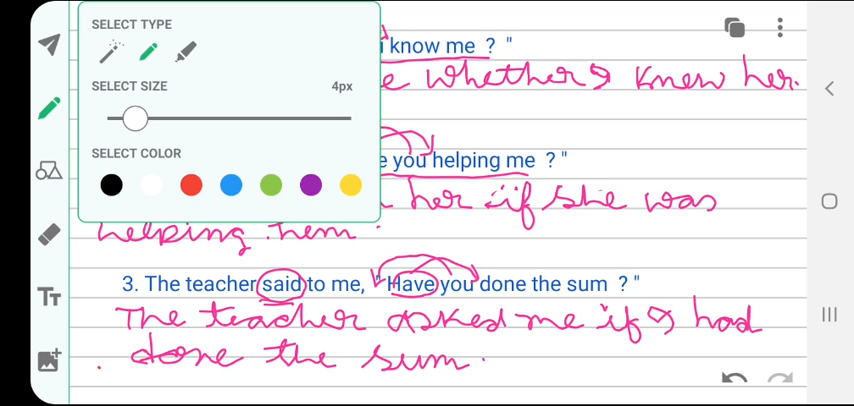 SELECT TYPE
SELECT SIZE 4px
SELECT COLOR
know me ? "
e whether I knew her.
e you helping me ? "
her if she was
helping them.
3. The teacher said to me, " Have you done the sum ? "
The teacher asked me if I had
done the sum.
TT